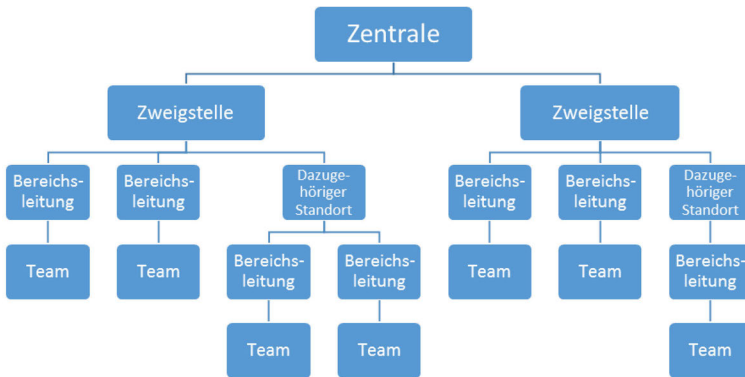 Zentrale
Zweigstelle
Zweigstelle
Bereichs-
leitung
Bereichs-
leitung
Dazuge-
höriger
Standort
Bereichs-
leitung
Bereichs-
leitung
Dazuge-
höriger
Standort
Team
Team
Bereichs-
leitung
Bereichs-
leitung
Team
Team
Bereichs-
leitung
Team
Team
Team